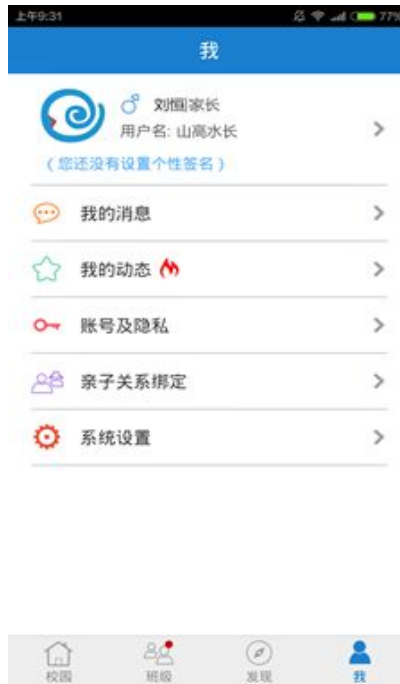 上午9:31
77%
我
刘恒家长
用户名: 山高水长
（您还没有设置个性签名）
我的消息
我的动态
账号及隐私
亲子关系绑定
系统设置
校园
班级
发现
我